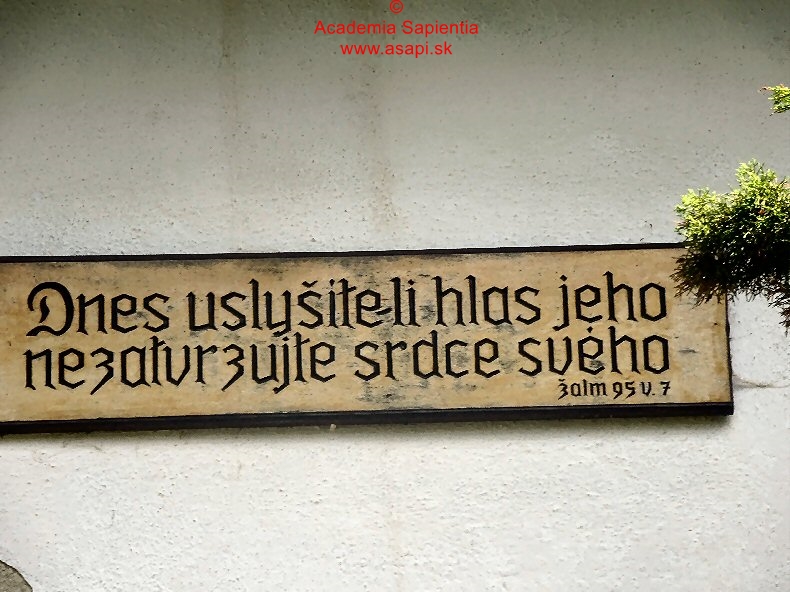 ©
Academia Sapientia
www.asapi.sk
Dnes uslyšíte-li hlas jeho
nezatvrzujte srdce svého
žalm 95 v. 7